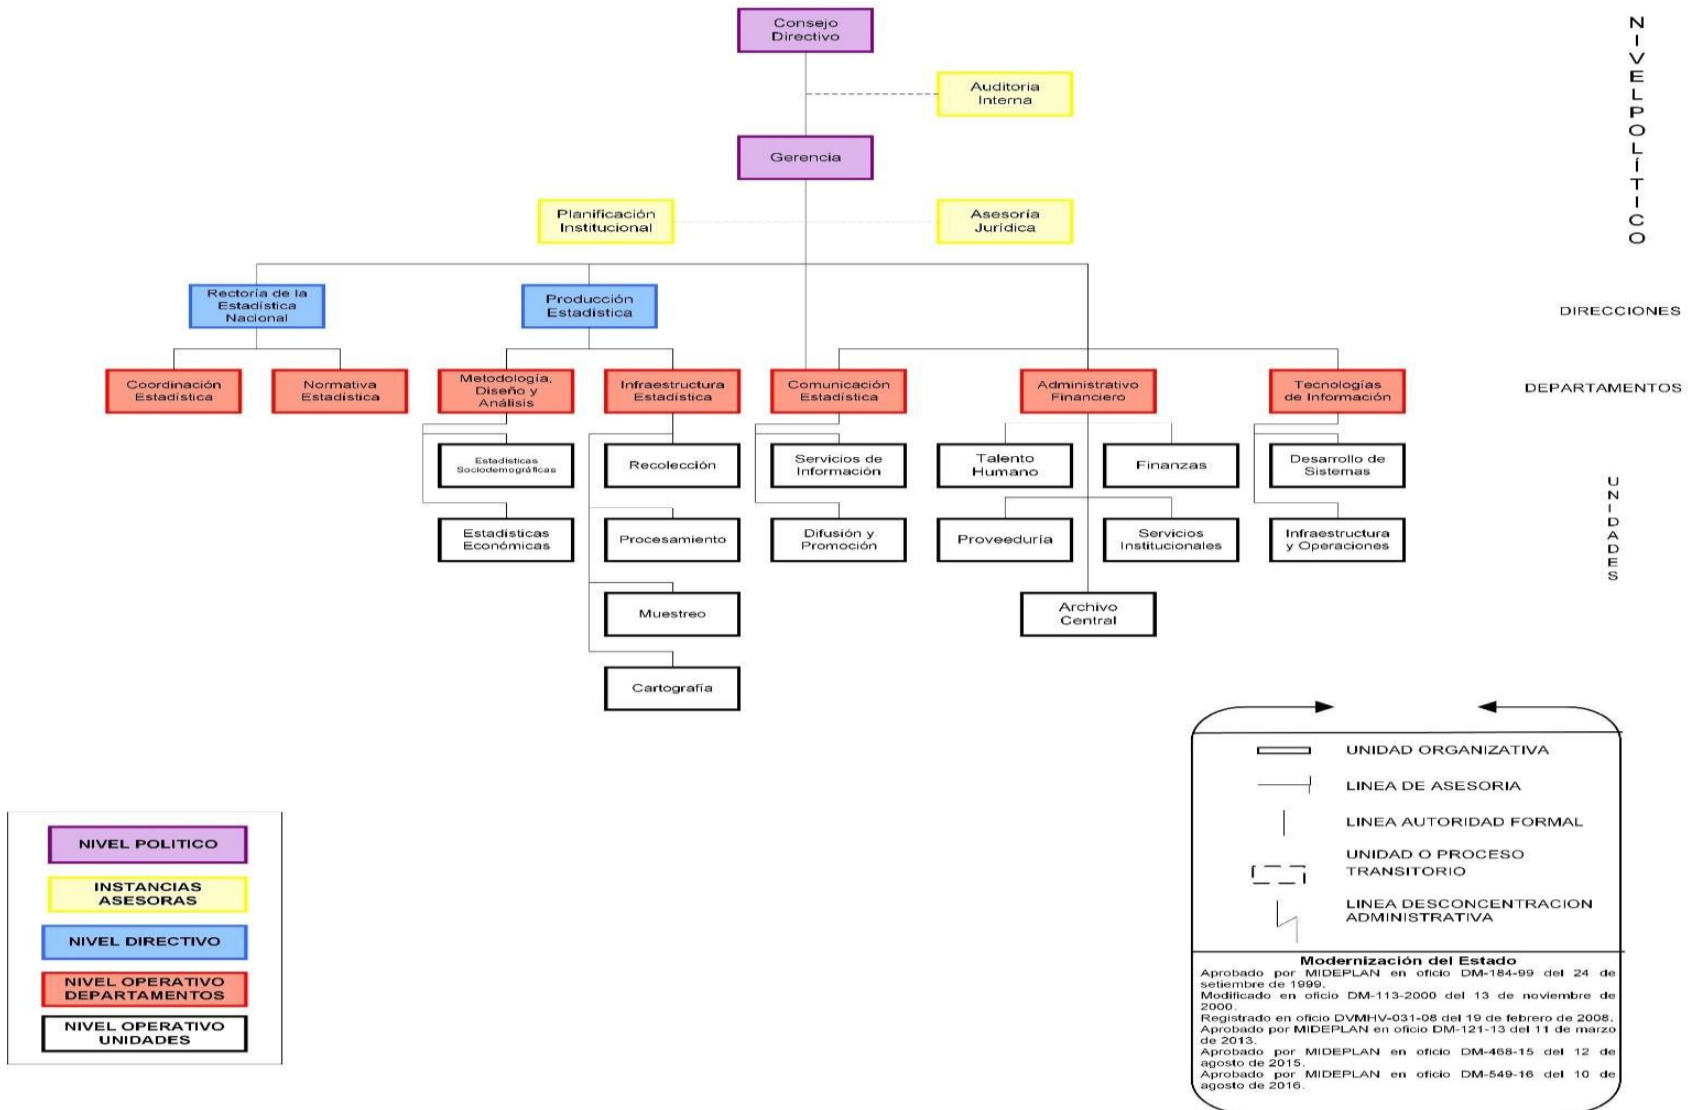 Consejo
Directivo
Auditoria
Interna
Gerencia
Planificación
Institucional
Asesoría
Jurídica
NIVEL POLÍTICO
Rectoría de la
Estadística
Nacional
Producción
Estadística
DIRECCIONES
Coordinación
Estadística
Normativa
Estadística
Metodología,
Diseño y
Análisis
Infraestructura
Estadística
Comunicación
Estadística
Administrativo
Financiero
Tecnologías
de Información
DEPARTAMENTOS
Estadísticas
Sociodemográficas
Recolección
Servicios de
Información
Talento
Humano
Finanzas
Desarrollo de
Sistemas
UNIDADES
Estadísticas
Económicas
Procesamiento
Difusión y
Promoción
Proveeduría
Servicios
Institucionales
Infraestructura
y Operaciones
Muestreo
Archivo
Central
Cartografía
NIVEL POLITICO
INSTANCIAS
ASESORAS
NIVEL DIRECTIVO
NIVEL OPERATIVO
DEPARTAMENTOS
NIVEL OPERATIVO
UNIDADES
UNIDAD ORGANIZATIVA
LINEA DE ASESORIA
LINEA AUTORIDAD FORMAL
UNIDAD O PROCESO
TRANSITORIO
LINEA DESCONCENTRACION
ADMINISTRATIVA
Modernización del Estado
Aprobado por MIDEPLAN en oficio DM-184-99 del 24 de
setiembre de 1999.
Modificado en oficio DM-113-2000 del 13 de noviembre de
2000.
Registrado en oficio DVMHV-031-08 del 19 de febrero de 2008.
Aprobado por MIDEPLAN en oficio DM-121-13 del 11 de marzo
de 2013.
Aprobado por MIDEPLAN en oficio DM-468-15 del 12 de
agosto de 2015.
Aprobado por MIDEPLAN en oficio DM-549-16 del 10 de
agosto de 2016.